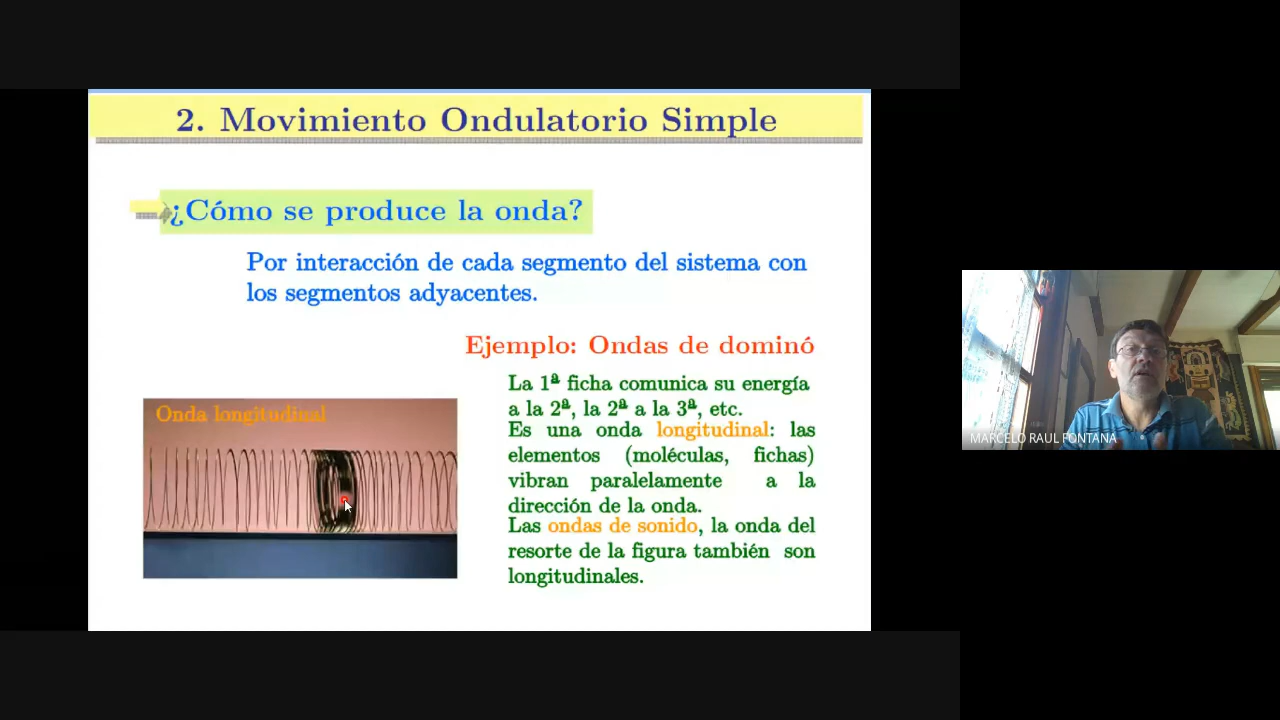 2. Movimiento Ondulatorio Simple
¿Cómo se produce la onda?
Por interacción de cada segmento del sistema con
los segmentos adyacentes.
Ejemplo: Ondas de dominó
La 1ª ficha comunica su energía
a la 2ª, la 2ª a la 3ª, etc.
Es una onda longitudinal: las
elementos (moléculas, fichas)
vibran paralelamente a la
dirección de la onda.
Las ondas de sonido, la onda del
resorte de la figura también son
longitudinales.
Onda longitudinal
MARCELO RAUL FONTANA